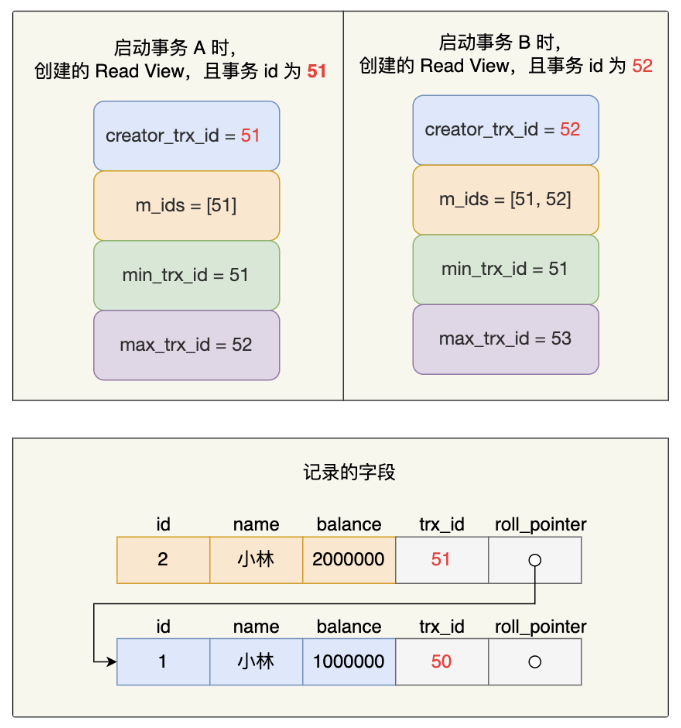 启动事务 A 时，
创建的 Read View，且事务 id 为 51
creator_trx_id = 51
m_ids = [51]
min_trx_id = 51
max_trx_id = 52
启动事务 B 时，
创建的 Read View，且事务 id 为 52
creator_trx_id = 52
m_ids = [51, 52]
min_trx_id = 51
max_trx_id = 53
记录的字段
id name balance trx_id roll_pointer
2 小林 2000000 51
id name balance trx_id roll_pointer
1 小林 1000000 50